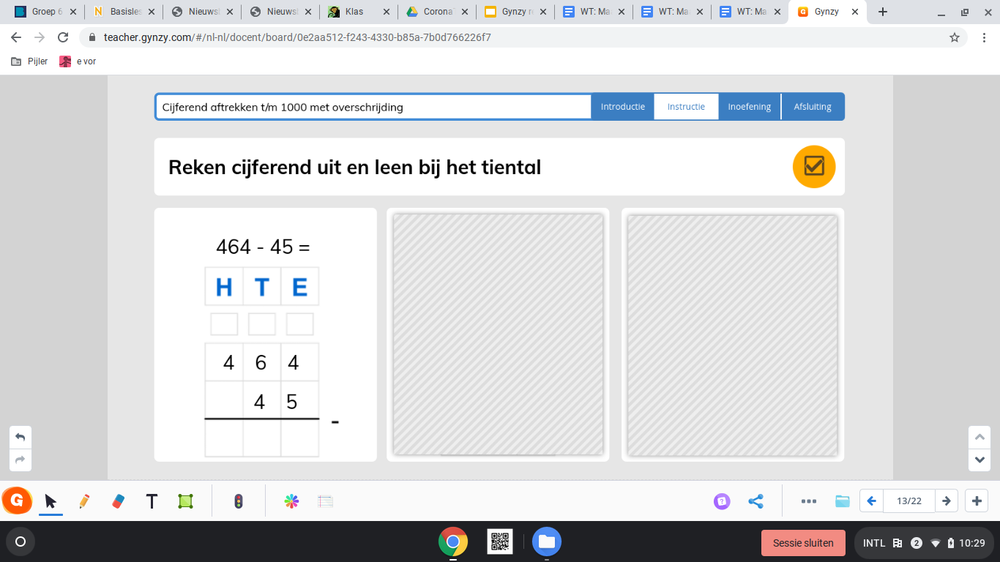 Groep 6
Basisles
Nieuws
Nieuws
Klas
Corona
Gynzy r
WT: Ma
WT: Ma
WT: Ma
Gynzy
teacher.gynzy.com/#/nl-nl/docent/board/0e2aa512-f243-4330-b85a-7b0d766226f7
Pijler
e vor
Cijferend aftrekken t/m 1000 met overschrijding
Introductie
Instructie
Inoefening
Afsluiting
Reken cijferend uit en leen bij het tiental
464 - 45 =
H T E
4 6 4
4 5
-
G
T
13/22
Sessie sluiten
INTL
2
10:29